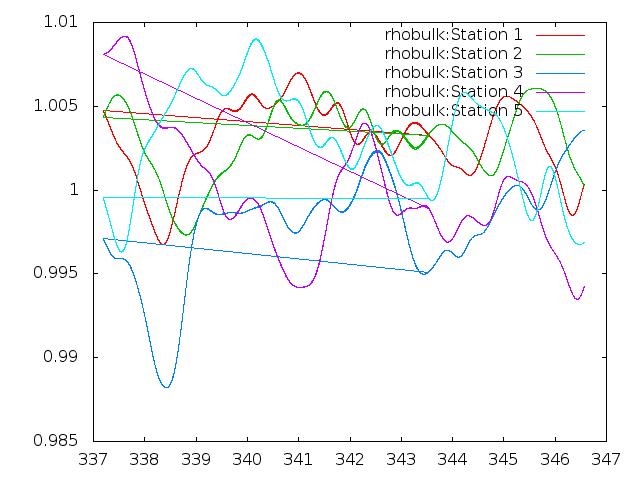 1.01
1.005
1
0.995
0.99
0.985
337 338 339 340 341 342 343 344 345 346 347
rhobulk:Station 1
rhobulk:Station 2
rhobulk:Station 3
rhobulk:Station 4
rhobulk:Station 5